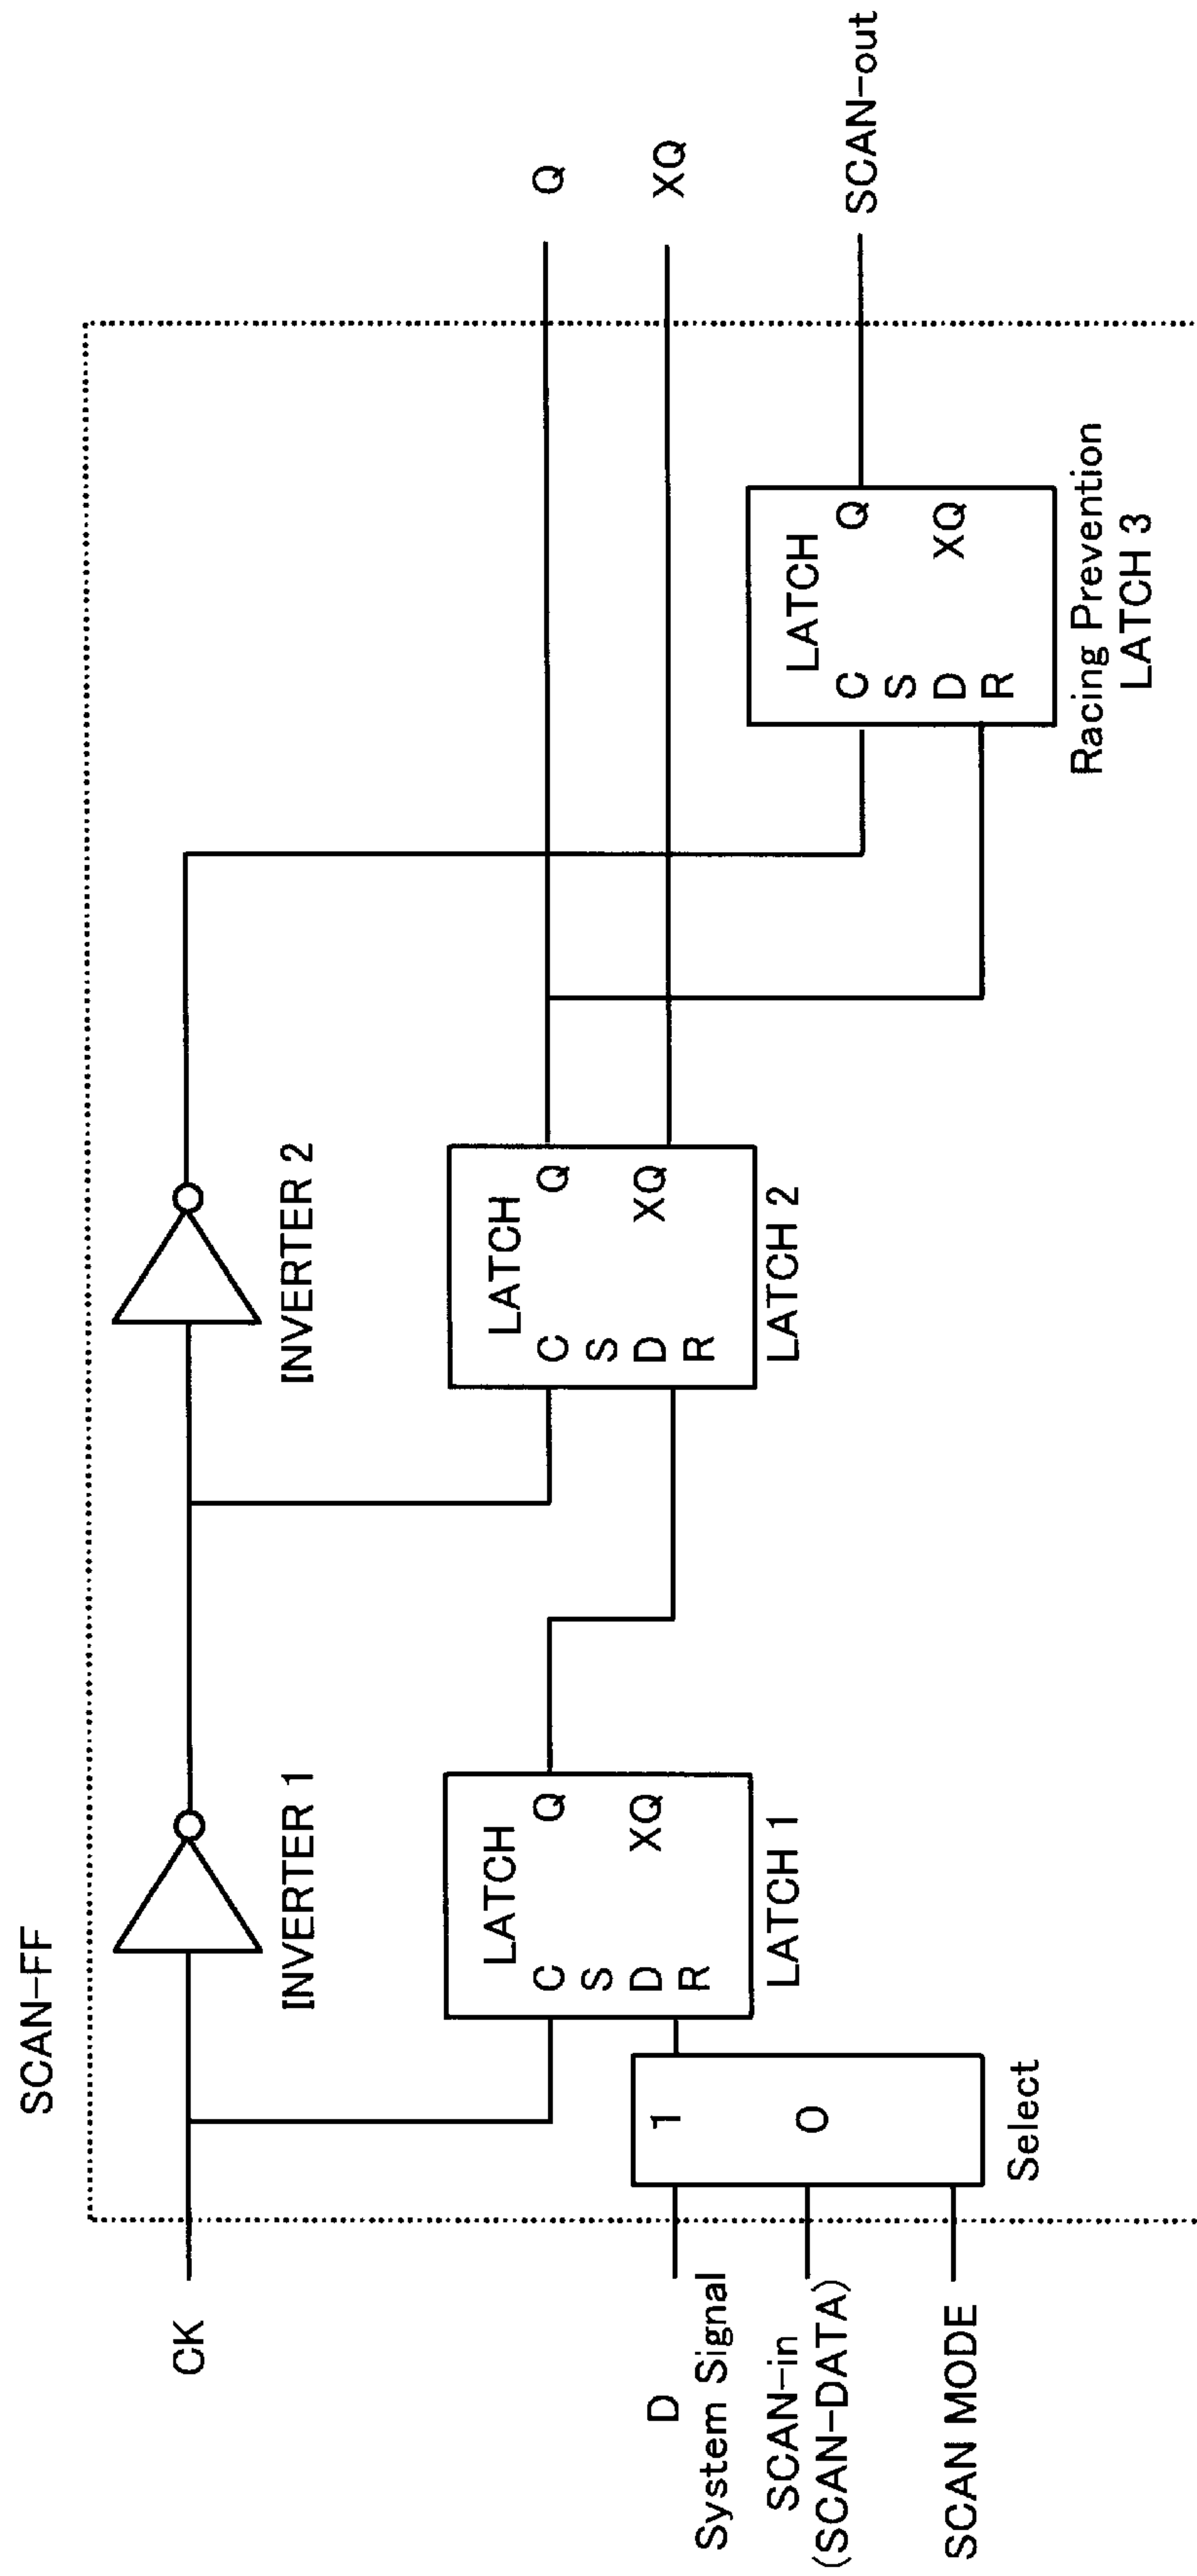 SCAN-FF
CK
INVERTER 1
INVERTER 2
LATCH
C
S
D
R
Q
XQ
LATCH 1
LATCH
C
S
D
R
Q
XQ
LATCH 2
LATCH
C
S
D
R
Q
XQ
Racing Prevention
LATCH 3
D
System Signal
SCAN-in
(SCAN-DATA)
SCAN MODE
1
0
Select
Q
XQ
SCAN-out